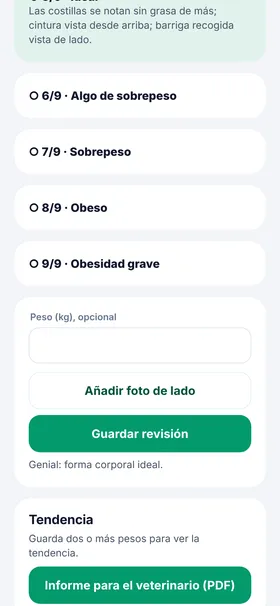 Las costillas se notan sin grasa de más;
cintura vista desde arriba; barriga recogida
vista de lado.
6/9 · Algo de sobrepeso
7/9 · Sobrepeso
8/9 · Obeso
9/9 · Obesidad grave
Peso (kg), opcional
Añadir foto de lado
Guardar revisión
Genial: forma corporal ideal.
Tendencia
Guarda dos o más pesos para ver la
tendencia.
Informe para el veterinario (PDF)